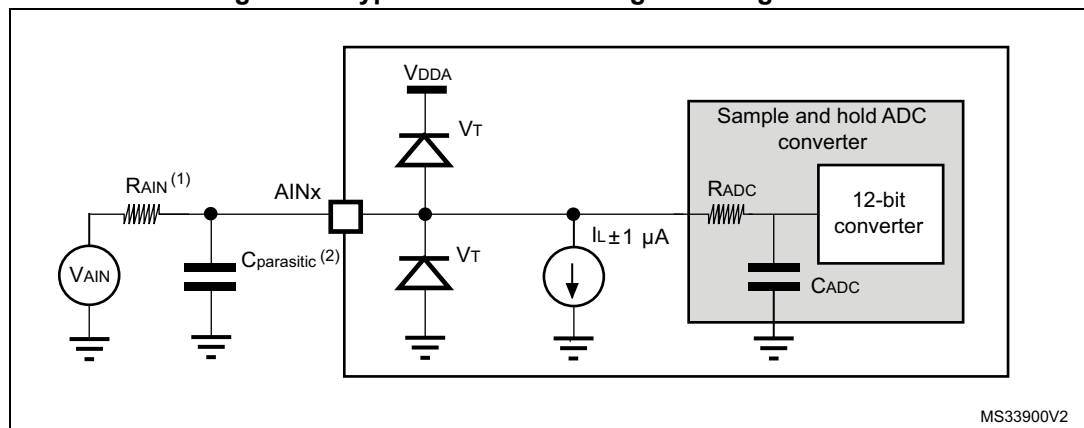 VDDA
VT
Sample and hold ADC
converter
RAIN (1)
AINx
RADC
12-bit
converter
IL ± 1 µA
Cparasitic (2)
VT
VAIN
CADC
MS33900V2